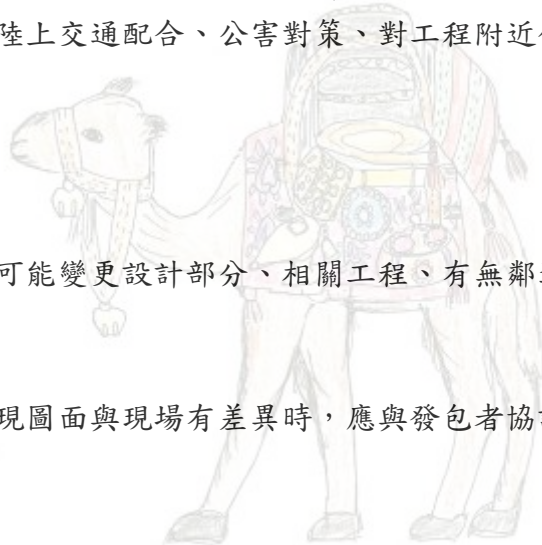 陸上交通配合、公害對策、對工程附近
可能變更設計部分、相關工程、有無鄰
現圖面與現場有差異時，應與發包者協